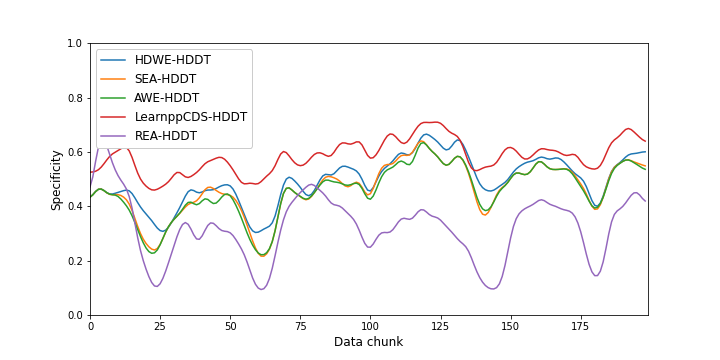 1.0
0.8
0.6
0.4
0.2
0.0
Specificity
HDWE-HDDT
SEA-HDDT
AWE-HDDT
LearnppCDS-HDDT
REA-HDDT
0 25 50 75 100 125 150 175
Data chunk